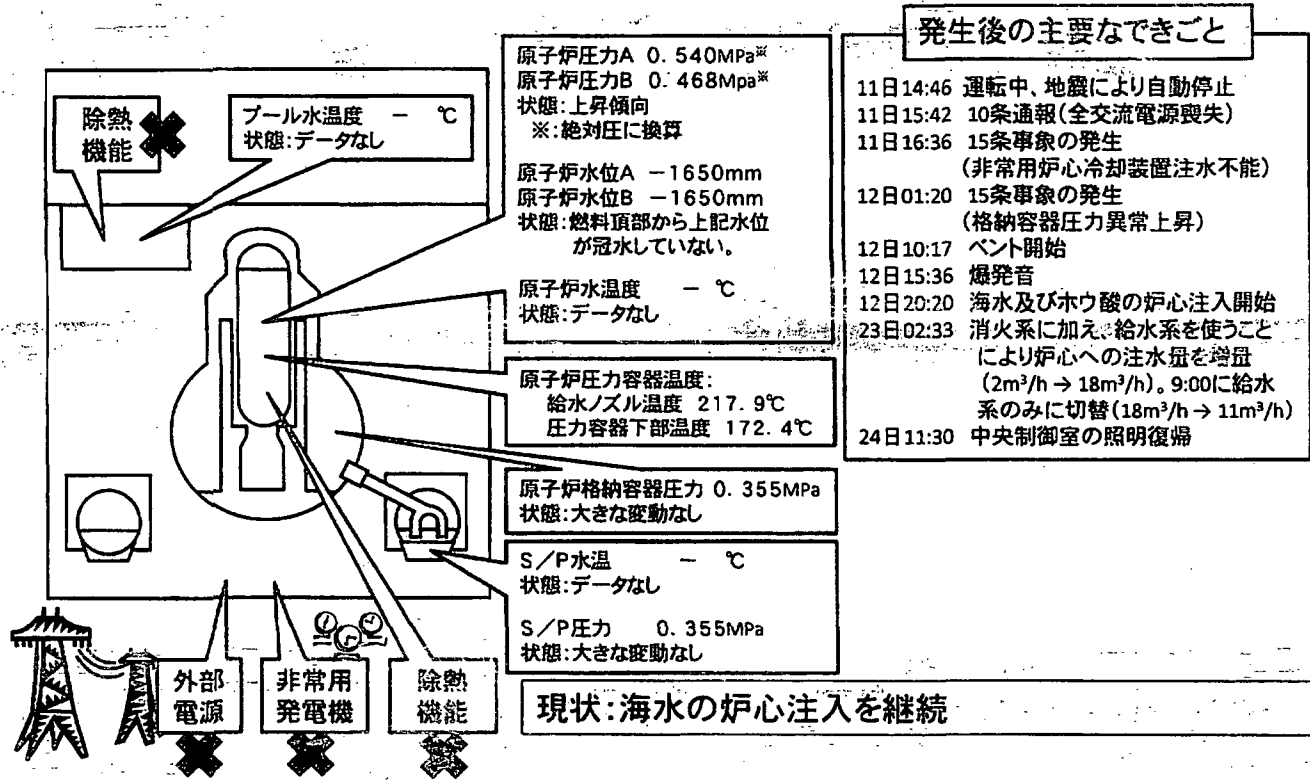 除熱
機能
プール水温度 － ℃
状態:データなし
原子炉圧力A 0.540MPa※
原子炉圧力B 0.468Mpa※
状態:上昇傾向
※:絶対圧に換算
原子炉水位A －1650mm
原子炉水位B －1650mm
状態:燃料頂部から上記水位
が冠水していない。
原子炉水温度 － ℃
状態:データなし
原子炉圧力容器温度:
給水ノズル温度 217.9℃
圧力容器下部温度 172.4℃
原子炉格納容器圧力 0.355MPa
状態:大きな変動なし
S／P水温 － ℃
状態:データなし
S／P圧力 0.355MPa
状態:大きな変動なし
外部
電源
非常用
発電機
除熱
機能
発生後の主要なできごと
11日14:46 運転中、地震により自動停止
11日15:42 10条通報(全交流電源喪失)
11日16:36 15条事象の発生
(非常用炉心冷却装置注水不能)
12日01:20 15条事象の発生
(格納容器圧力異常上昇)
12日10:17 ベント開始
12日15:36 爆発音
12日20:20 海水及びホウ酸の炉心注入開始
23日02:33 消火系に加え、給水系を使うこと
により炉心への注水量を増量
(2m³/h → 18m³/h)。9:00に給水
系のみに切替(18m³/h → 11m³/h)
24日11:30 中央制御室の照明復帰
現状:海水の炉心注入を継続